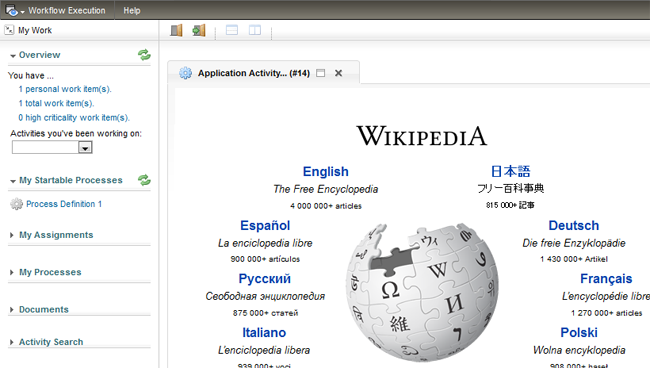 Workflow Execution Help
My Work
Overview
You have ...
1 personal work item(s).
1 total work item(s).
0 high criticality work item(s).
Activities you've been working on:
My Startable Processes
Process Definition 1
My Assignments
My Processes
Documents
Activity Search
Application Activity... (#14)
WIKIPEDIA
English
The Free Encyclopedia
4 000 000+ articles
日本語
フリー百科事典
815 000+ 記事
Español
La enciclopedia libre
900 000+ artículos
Deutsch
Die freie Enzyklopädie
1 430 000+ Artikel
Русский
Свободная энциклопедия
875 000+ статей
Français
L'encyclopédie libre
1 270 000+ articles
Italiano
L'enciclopedia libera
939 000+ voci
Polski
Wolna encyklopedia
908 000+ haseł
Ω
W
И
維